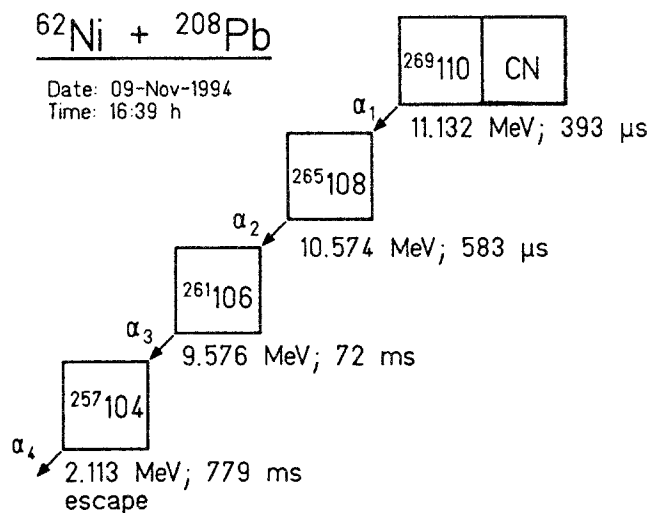 ⁶²Ni + ²⁰⁸Pb
Date: 09-Nov-1994
Time: 16:39 h
²⁶⁹110 CN
α₁
11.132 MeV; 393 µs
²⁶⁵108
α₂
10.574 MeV; 583 µs
²⁶¹106
α₃
9.576 MeV; 72 ms
²⁵⁷104
α₄
2.113 MeV; 779 ms
escape